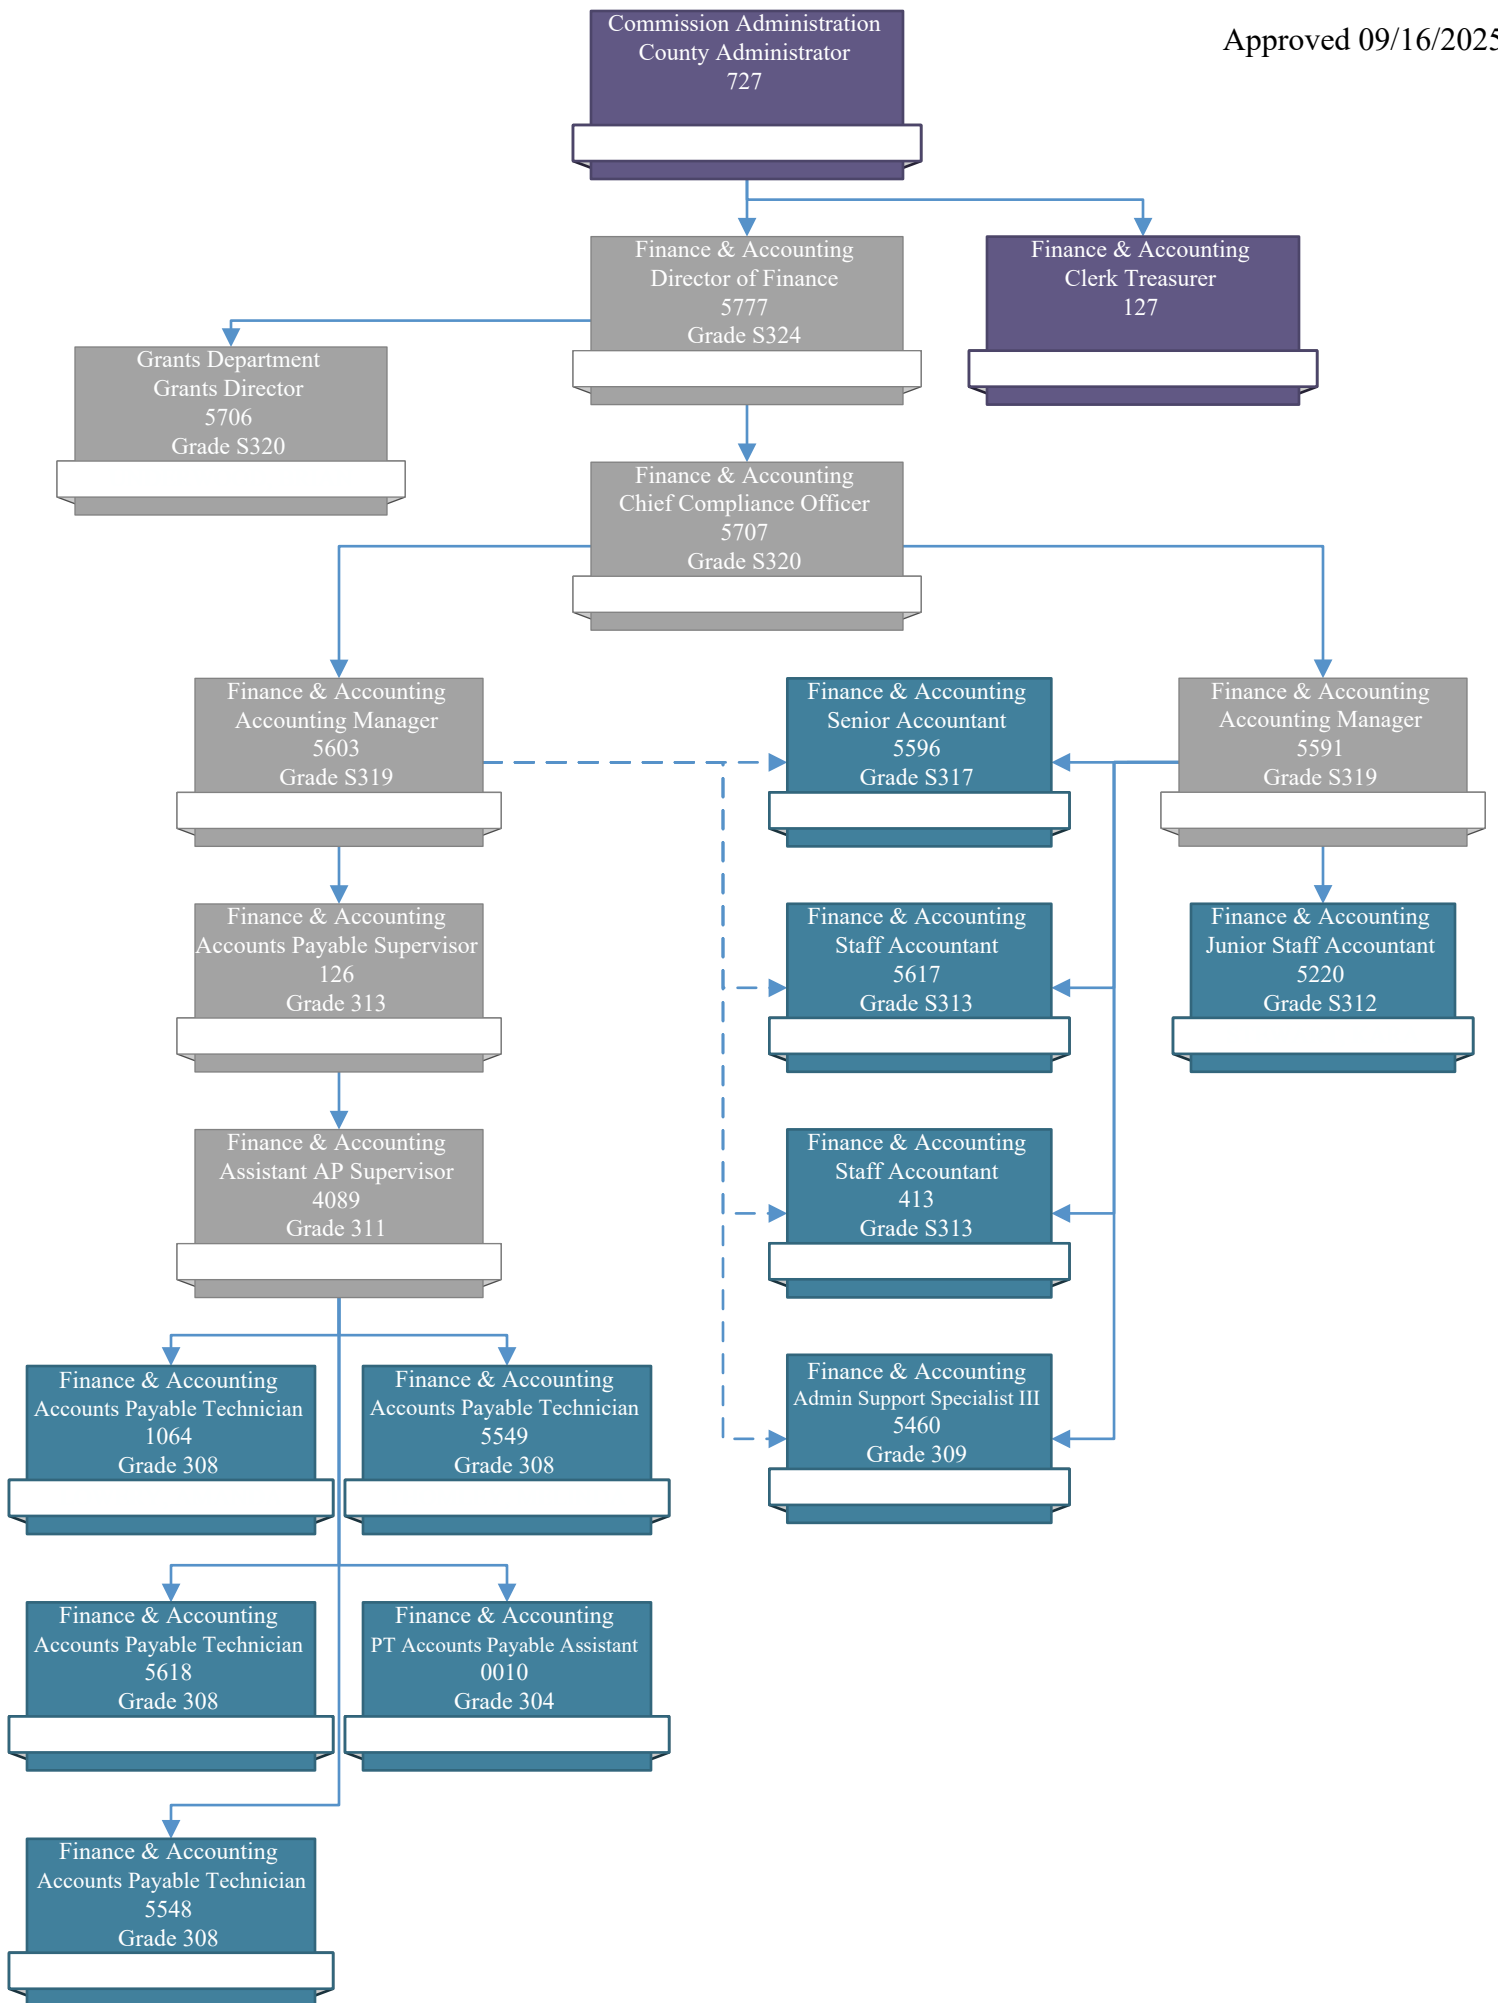 Commission Administration
County Administrator
727
Approved 09/16/2025
Finance & Accounting
Director of Finance
5777
Grade S324
Finance & Accounting
Clerk Treasurer
127
Grants Department
Grants Director
5706
Grade S320
Finance & Accounting
Chief Compliance Officer
5707
Grade S320
Finance & Accounting
Accounting Manager
5603
Grade S319
Finance & Accounting
Senior Accountant
5596
Grade S317
Finance & Accounting
Accounting Manager
5591
Grade S319
Finance & Accounting
Accounts Payable Supervisor
126
Grade 313
Finance & Accounting
Staff Accountant
5617
Grade S313
Finance & Accounting
Junior Staff Accountant
5220
Grade S312
Finance & Accounting
Assistant AP Supervisor
4089
Grade 311
Finance & Accounting
Staff Accountant
413
Grade S313
Finance & Accounting
Accounts Payable Technician
1064
Grade 308
Finance & Accounting
Accounts Payable Technician
5549
Grade 308
Finance & Accounting
Admin Support Specialist III
5460
Grade 309
Finance & Accounting
Accounts Payable Technician
5618
Grade 308
Finance & Accounting
PT Accounts Payable Assistant
0010
Grade 304
Finance & Accounting
Accounts Payable Technician
5548
Grade 308